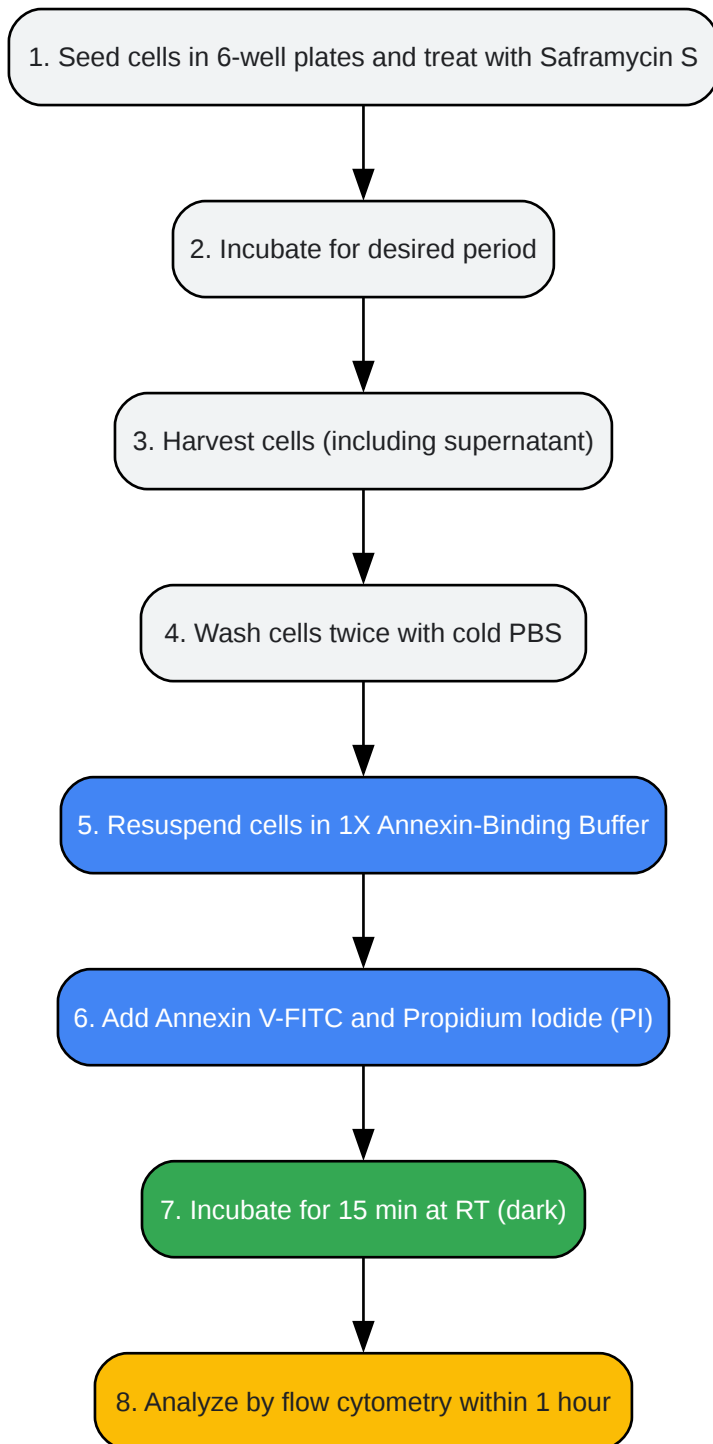 1. Seed cells in 6-well plates and treat with Saframycin S
2. Incubate for desired period
3. Harvest cells (including supernatant)
4. Wash cells twice with cold PBS
5. Resuspend cells in 1X Annexin-Binding Buffer
6. Add Annexin V-FITC and Propidium Iodide (PI)
7. Incubate for 15 min at RT (dark)
8. Analyze by flow cytometry within 1 hour